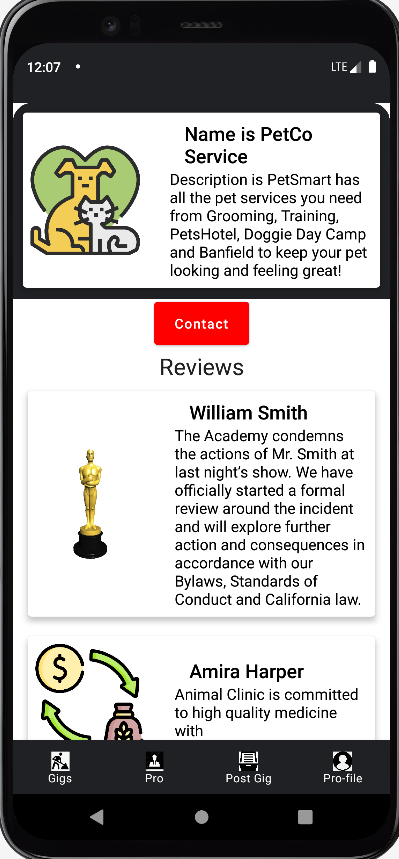 12:07
LTE
Name is PetCo
Service
Description is PetSmart has
all the pet services you need
from Grooming, Training,
PetsHotel, Doggie Day Camp
and Banfield to keep your pet
looking and feeling great!
Contact
Reviews
William Smith
The Academy condemns
the actions of Mr. Smith at
last night’s show. We have
officially started a formal
review around the incident
and will explore further
action and consequences in
accordance with our
Bylaws, Standards of
Conduct and California law.
$
Amira Harper
Animal Clinic is committed
to high quality medicine
with
Gigs
Pro
Post Gig
Pro-file